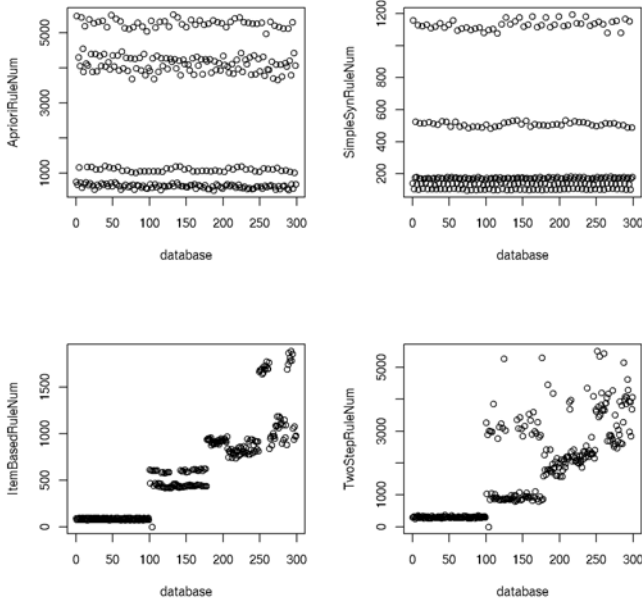 AprioriRuleNum
1000 3000 5000
0 50 100 150 200 250 300
database
SimpleSynRuleNum
200 400 600 800 1200
0 50 100 150 200 250 300
database
ItemBasedRuleNum
0 500 1000 1500
0 50 100 150 200 250 300
database
TwoStepRuleNum
0 1000 3000 5000
0 50 100 150 200 250 300
database